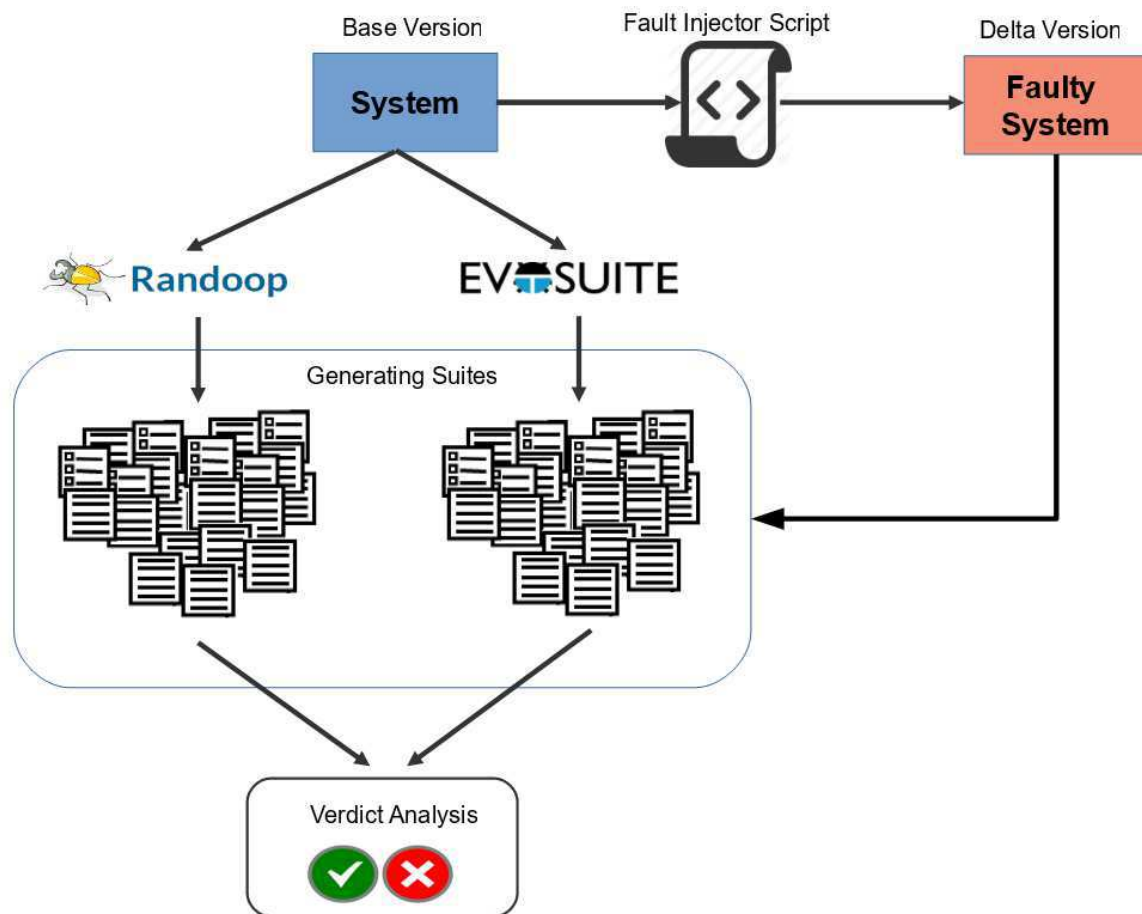 Base Version
Fault Injector Script
Delta Version
System
Faulty
System
Randoop
EVOSUITE
Generating Suites
Verdict Analysis